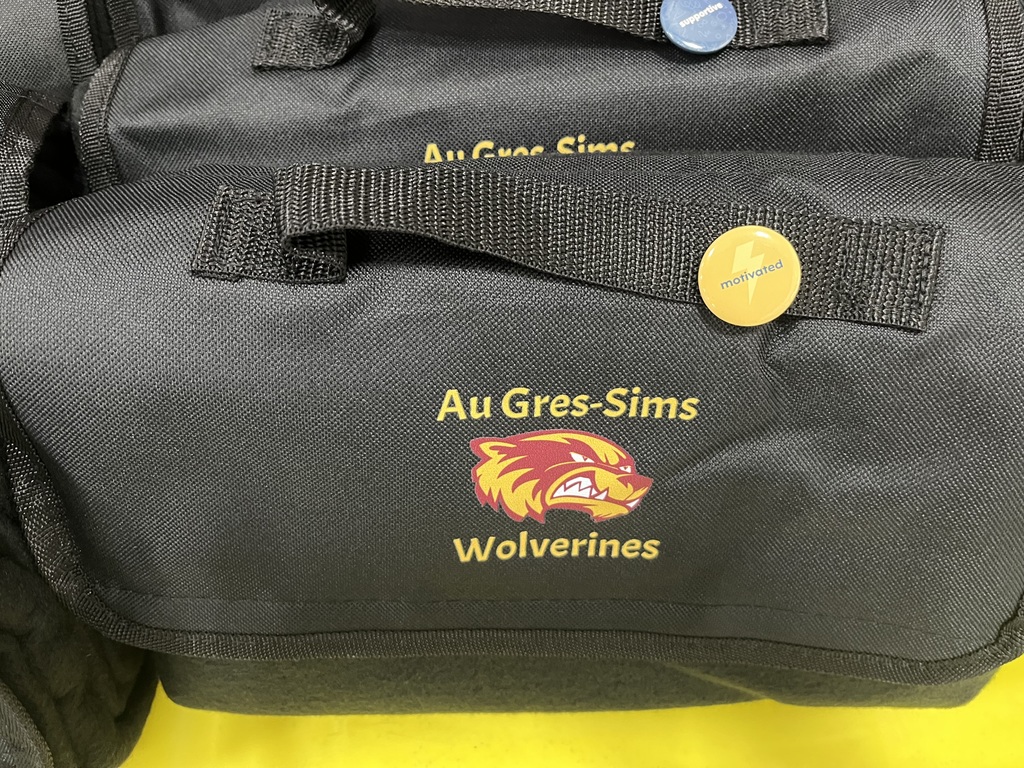 supportive
Au Gres-Sims
motivated
Au Gres-Sims
Wolverines